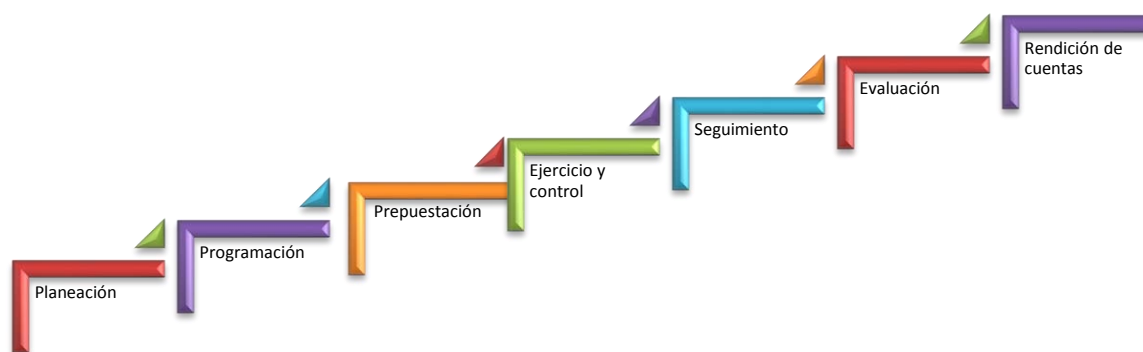 Planeación
Programación
Prepuestación
Ejercicio y
control
Seguimiento
Evaluación
Rendición de
cuentas